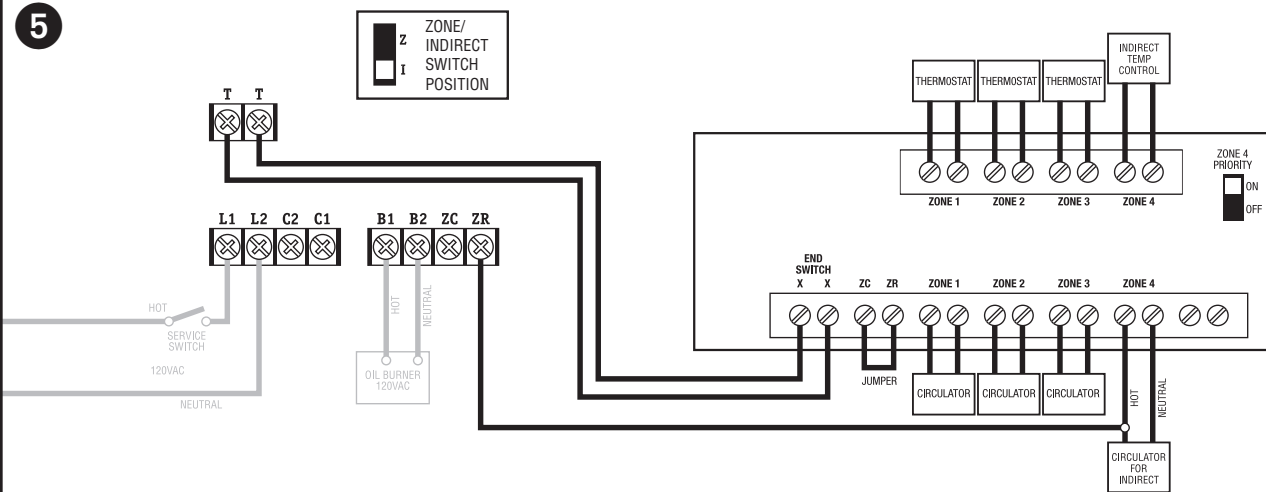 5
Z
I
ZONE/
INDIRECT
SWITCH
POSITION
T T
L1 L2 C2 C1
B1 B2 ZC ZR
HOT
SERVICE
SWITCH
120VAC
NEUTRAL
HOT
NEUTRAL
OIL BURNER
120VAC
THERMOSTAT
THERMOSTAT
THERMOSTAT
INDIRECT
TEMP
CONTROL
ZONE 1 ZONE 2 ZONE 3 ZONE 4
ZONE 4
PRIORITY
ON
OFF
END
SWITCH
X X ZC ZR ZONE 1 ZONE 2 ZONE 3 ZONE 4
JUMPER
CIRCULATOR
CIRCULATOR
CIRCULATOR
HOT
NEUTRAL
CIRCULATOR
FOR
INDIRECT